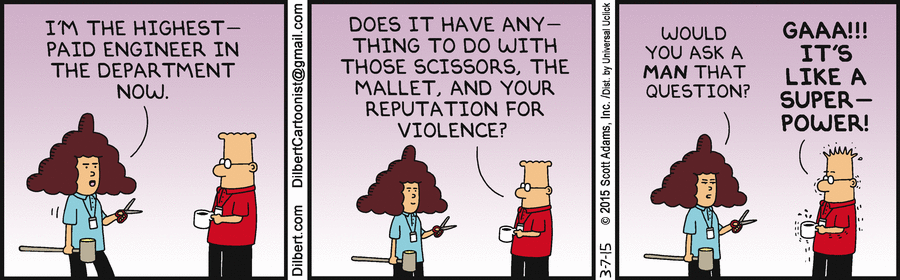 I'M THE HIGHEST—
PAID ENGINEER IN
THE DEPARTMENT
NOW.
Dilbert.com DilbertCartoonist@gmail.com
DOES IT HAVE ANY—
THING TO DO WITH
THOSE SCISSORS, THE
MALLET, AND YOUR
REPUTATION FOR
VIOLENCE?
3-7-15 © 2015 Scott Adams, Inc. /Dist. by Universal Uclick
WOULD
YOU ASK A
MAN THAT
QUESTION?
GAAA!!!
IT'S
LIKE A
SUPER—
POWER!